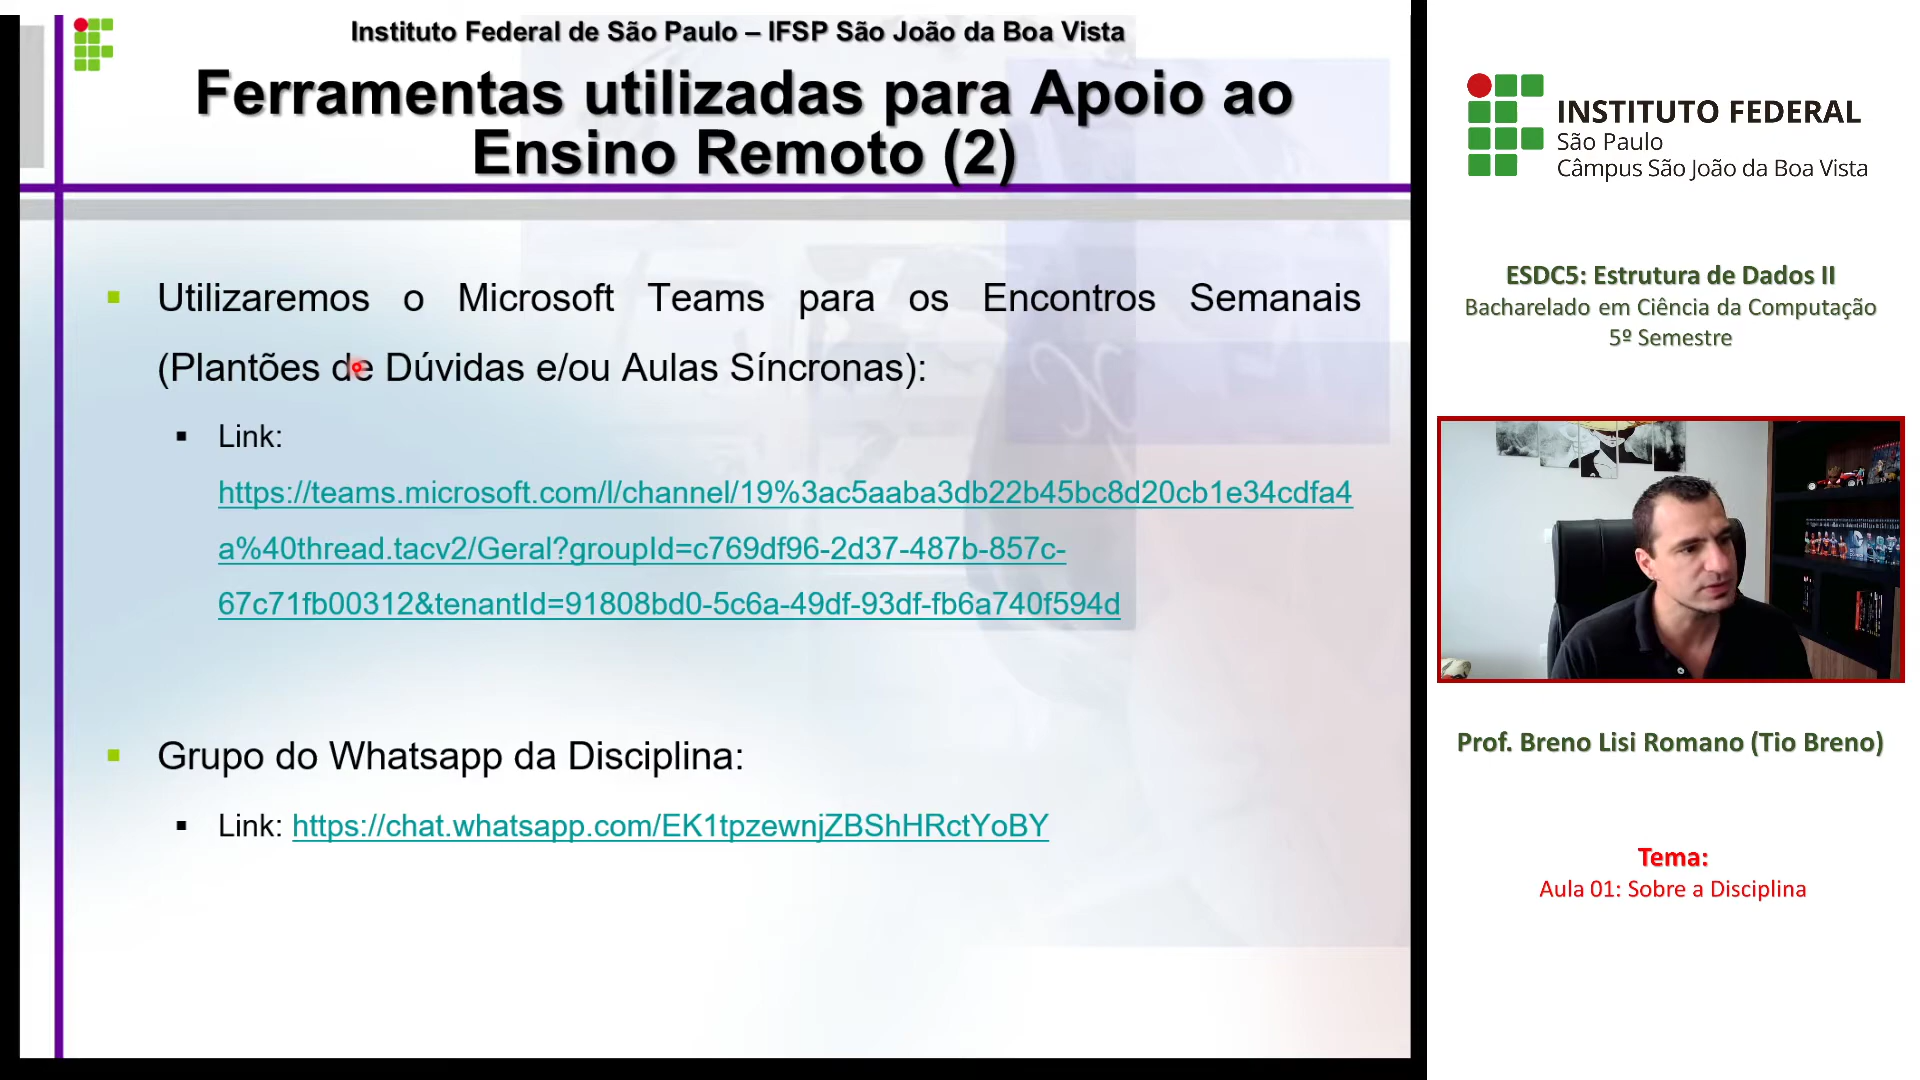 Instituto Federal de São Paulo – IFSP São João da Boa Vista
Ferramentas utilizadas para Apoio ao
Ensino Remoto (2)
Utilizaremos o Microsoft Teams para os Encontros Semanais
(Plantões de Dúvidas e/ou Aulas Síncronas):
Link:
https://teams.microsoft.com/l/channel/19%3ac5aaba3db22b45bc8d20cb1e34cdfa4
a%40thread.tacv2/Geral?groupId=c769df96-2d37-487b-857c-
67c71fb00312&tenantId=91808bd0-5c6a-49df-93df-fb6a740f594d
Grupo do Whatsapp da Disciplina:
Link: https://chat.whatsapp.com/EK1tpzewnjZBShHRctYoBY
INSTITUTO FEDERAL
São Paulo
Câmpus São João da Boa Vista
ESDC5: Estrutura de Dados II
Bacharelado em Ciência da Computação
5º Semestre
Prof. Breno Lisi Romano (Tio Breno)
Tema:
Aula 01: Sobre a Disciplina